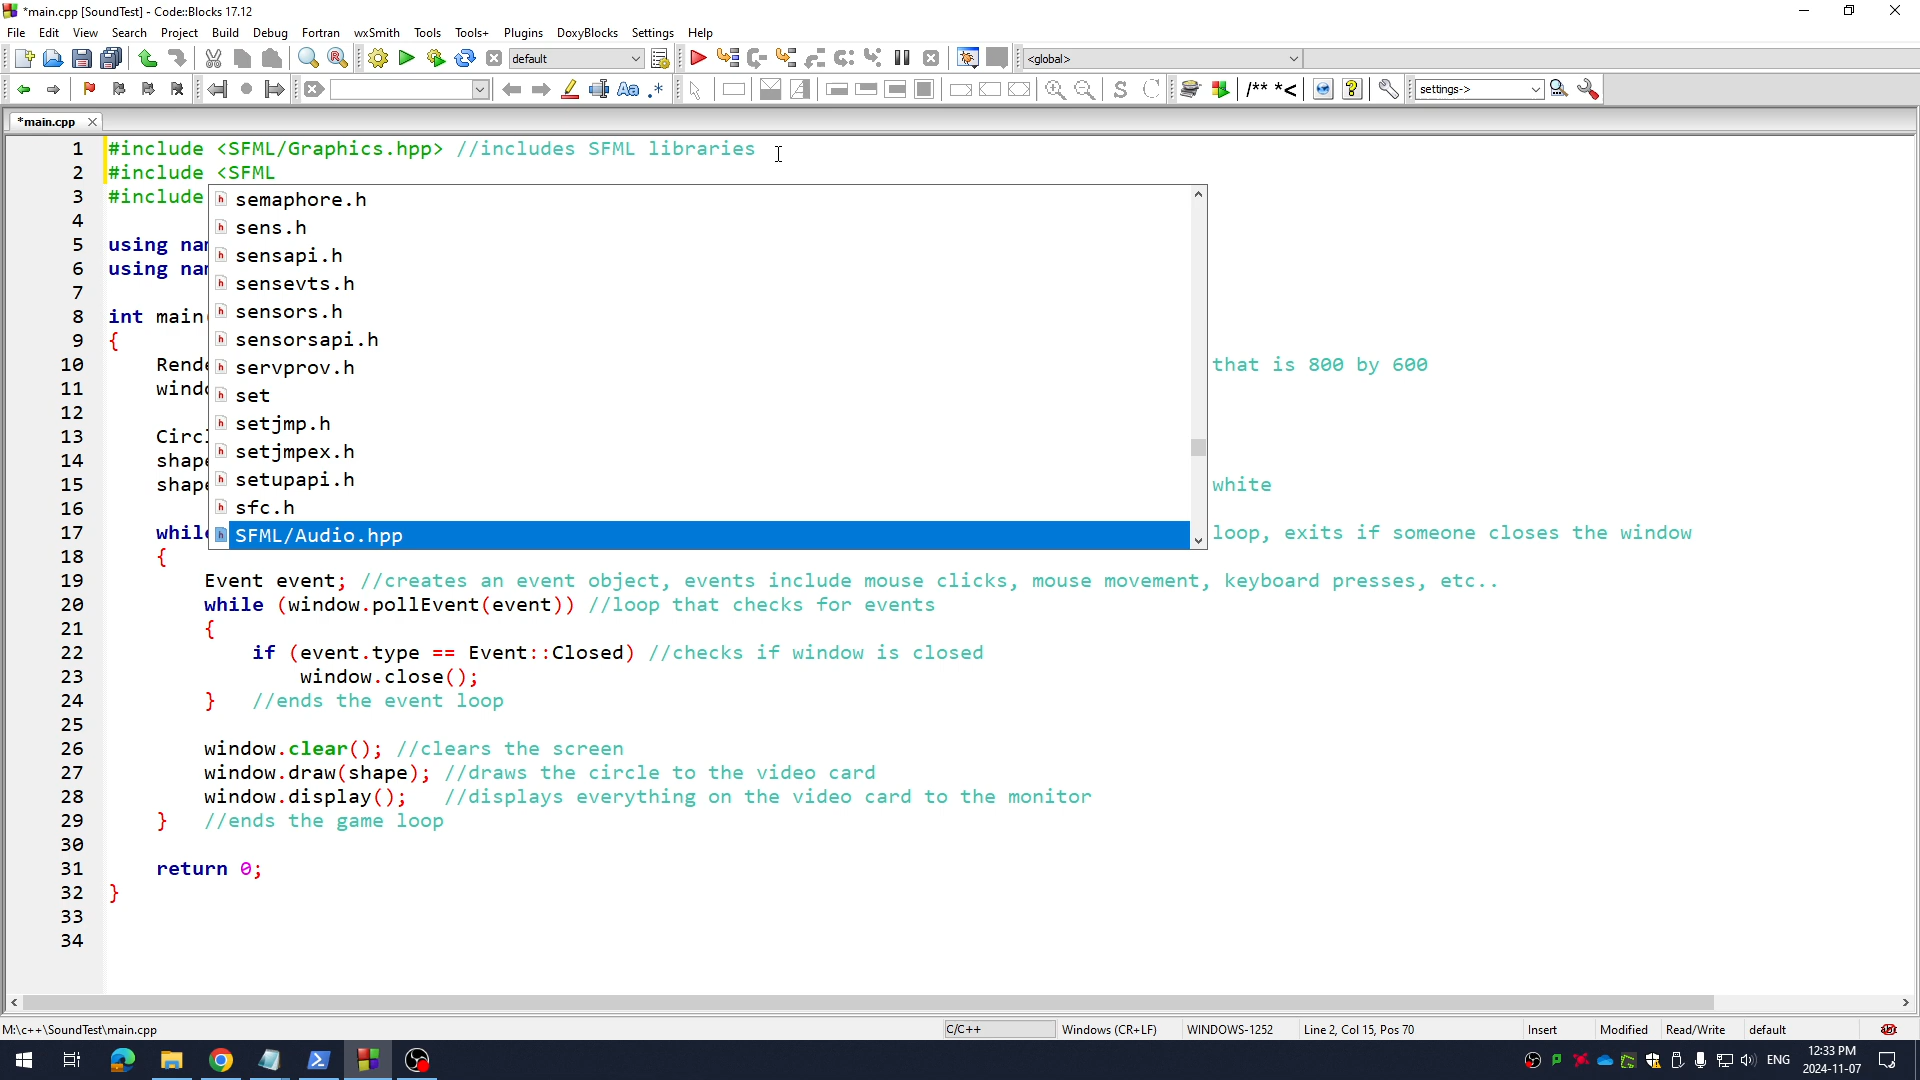 *main.cpp [SoundTest] - Code::Blocks 17.12
File Edit View Search Project Build Debug Fortran wxSmith Tools Tools+ Plugins DoxyBlocks Settings Help
default
<global>
/** *<
settings->
*main.cpp
1 #include <SFML/Graphics.hpp> //includes SFML libraries
2 #include <SFML
3 #include
4
5 using nam
6 using nam
7
8 int main(
9 {
10 Rende that is 800 by 600
11 windo
12
13 Circl
14 shape
15 shape white
16
17 while loop, exits if someone closes the window
semaphore.h
sens.h
sensapi.h
sensevts.h
sensors.h
sensorsapi.h
servprov.h
set
setjmp.h
setjmpex.h
setupapi.h
sfc.h
SFML/Audio.hpp
18 {
19 Event event; //creates an event object, events include mouse clicks, mouse movement, keyboard presses, etc..
20 while (window.pollEvent(event)) //loop that checks for events
21 {
22 if (event.type == Event::Closed) //checks if window is closed
23 window.close();
24 } //ends the event loop
25
26 window.clear(); //clears the screen
27 window.draw(shape); //draws the circle to the video card
28 window.display(); //displays everything on the video card to the monitor
29 } //ends the game loop
30
31 return 0;
32 }
33
34
M:\c++\SoundTest\main.cpp C/C++ Windows (CR+LF) WINDOWS-1252 Line 2, Col 15, Pos 70 Insert Modified Read/Write default
ENG 12:33 PM
2024-11-07